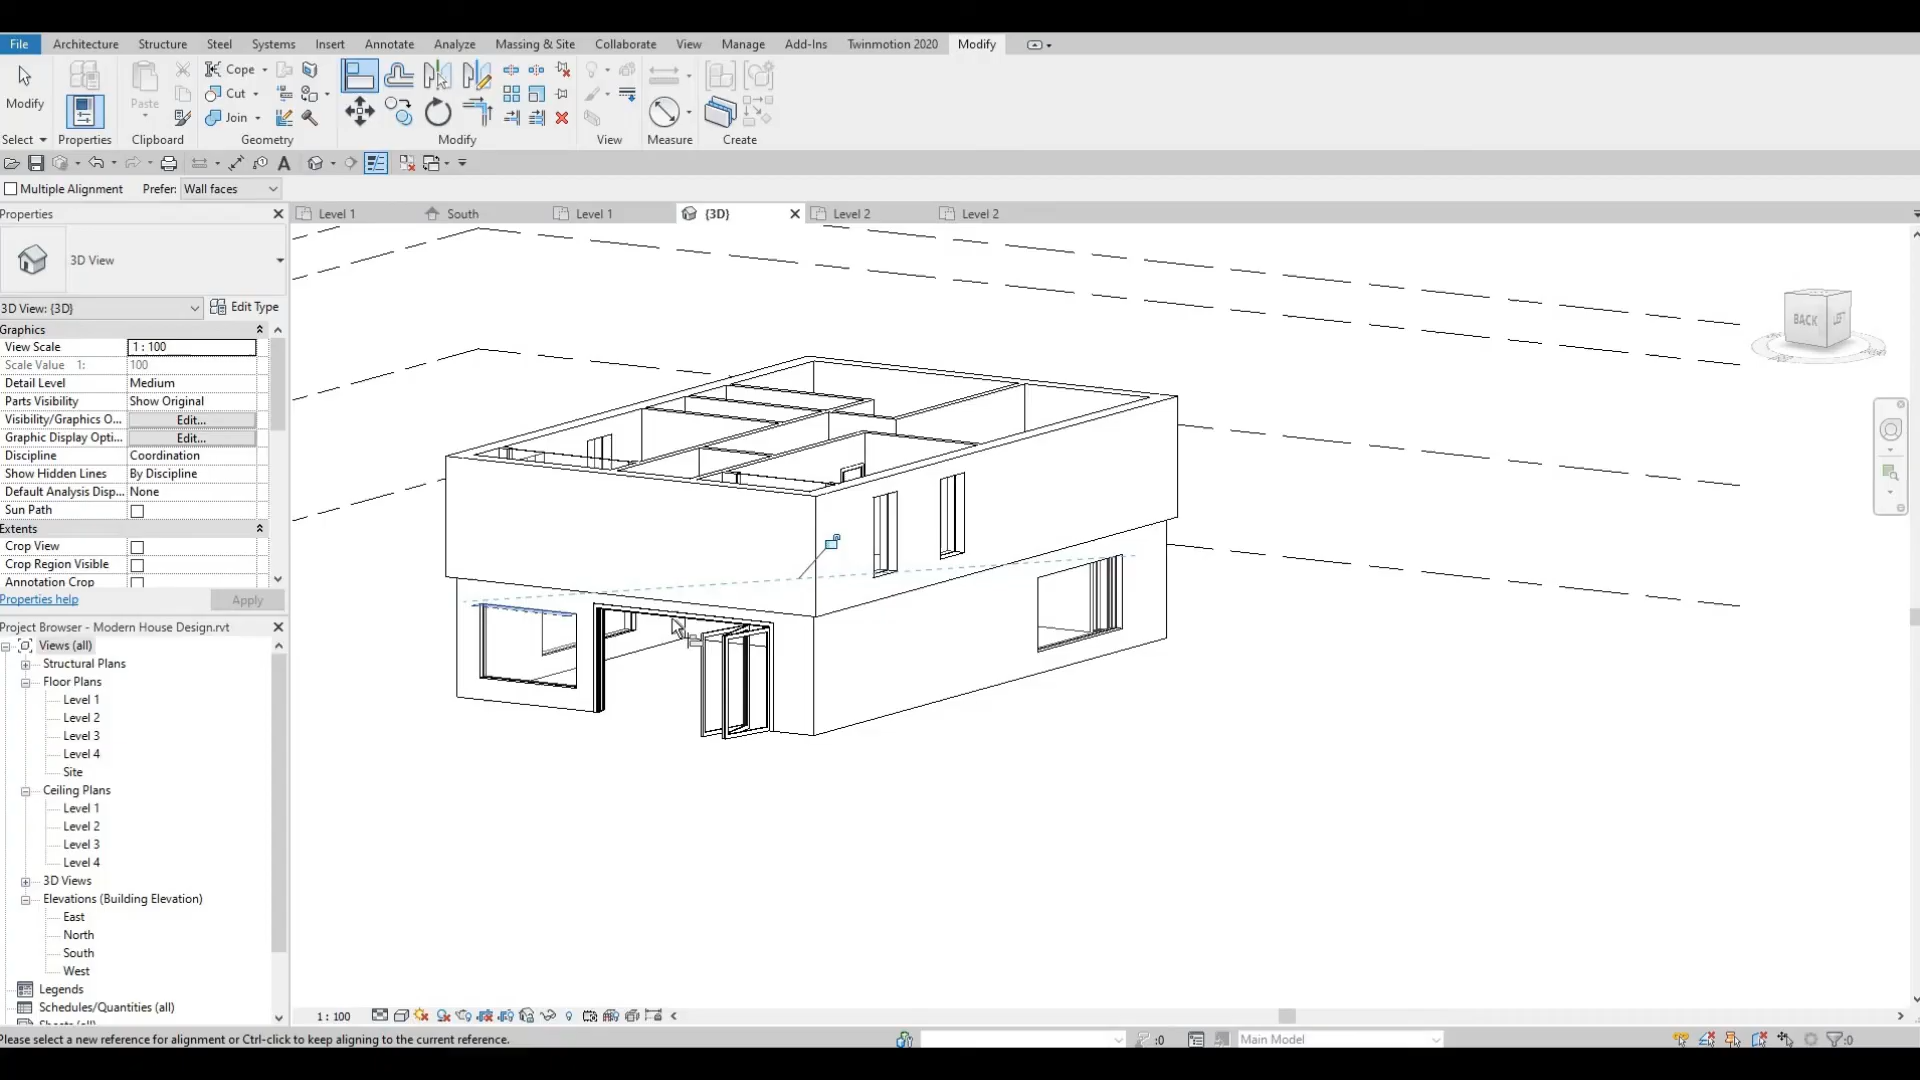 File Architecture Structure Steel Systems Insert Annotate Analyze Massing & Site Collaborate View Manage Add-Ins Twinmotion 2020 Modify
Modify
Select
Properties
Paste
Clipboard
Cope
Cut
Join
Geometry
Modify
View
Measure
Create
Multiple Alignment Prefer: Wall faces
Properties
Level 1 South Level 1 {3D} Level 2 Level 2
3D View
3D View: {3D} Edit Type
Graphics
View Scale 1 : 100
Scale Value 1: 100
Detail Level Medium
Parts Visibility Show Original
Visibility/Graphics O... Edit...
Graphic Display Opti... Edit...
Discipline Coordination
Show Hidden Lines By Discipline
Default Analysis Disp... None
Sun Path
Extents
Crop View
Crop Region Visible
Annotation Crop
Properties help Apply
Project Browser - Modern House Design.rvt
Views (all)
Structural Plans
Floor Plans
Level 1
Level 2
Level 3
Level 4
Site
Ceiling Plans
Level 1
Level 2
Level 3
Level 4
3D Views
Elevations (Building Elevation)
East
North
South
West
Legends
Schedules/Quantities (all)
BACK LEFT
1 : 100
Please select a new reference for alignment or Ctrl-click to keep aligning to the current reference.
:0
Main Model
:0